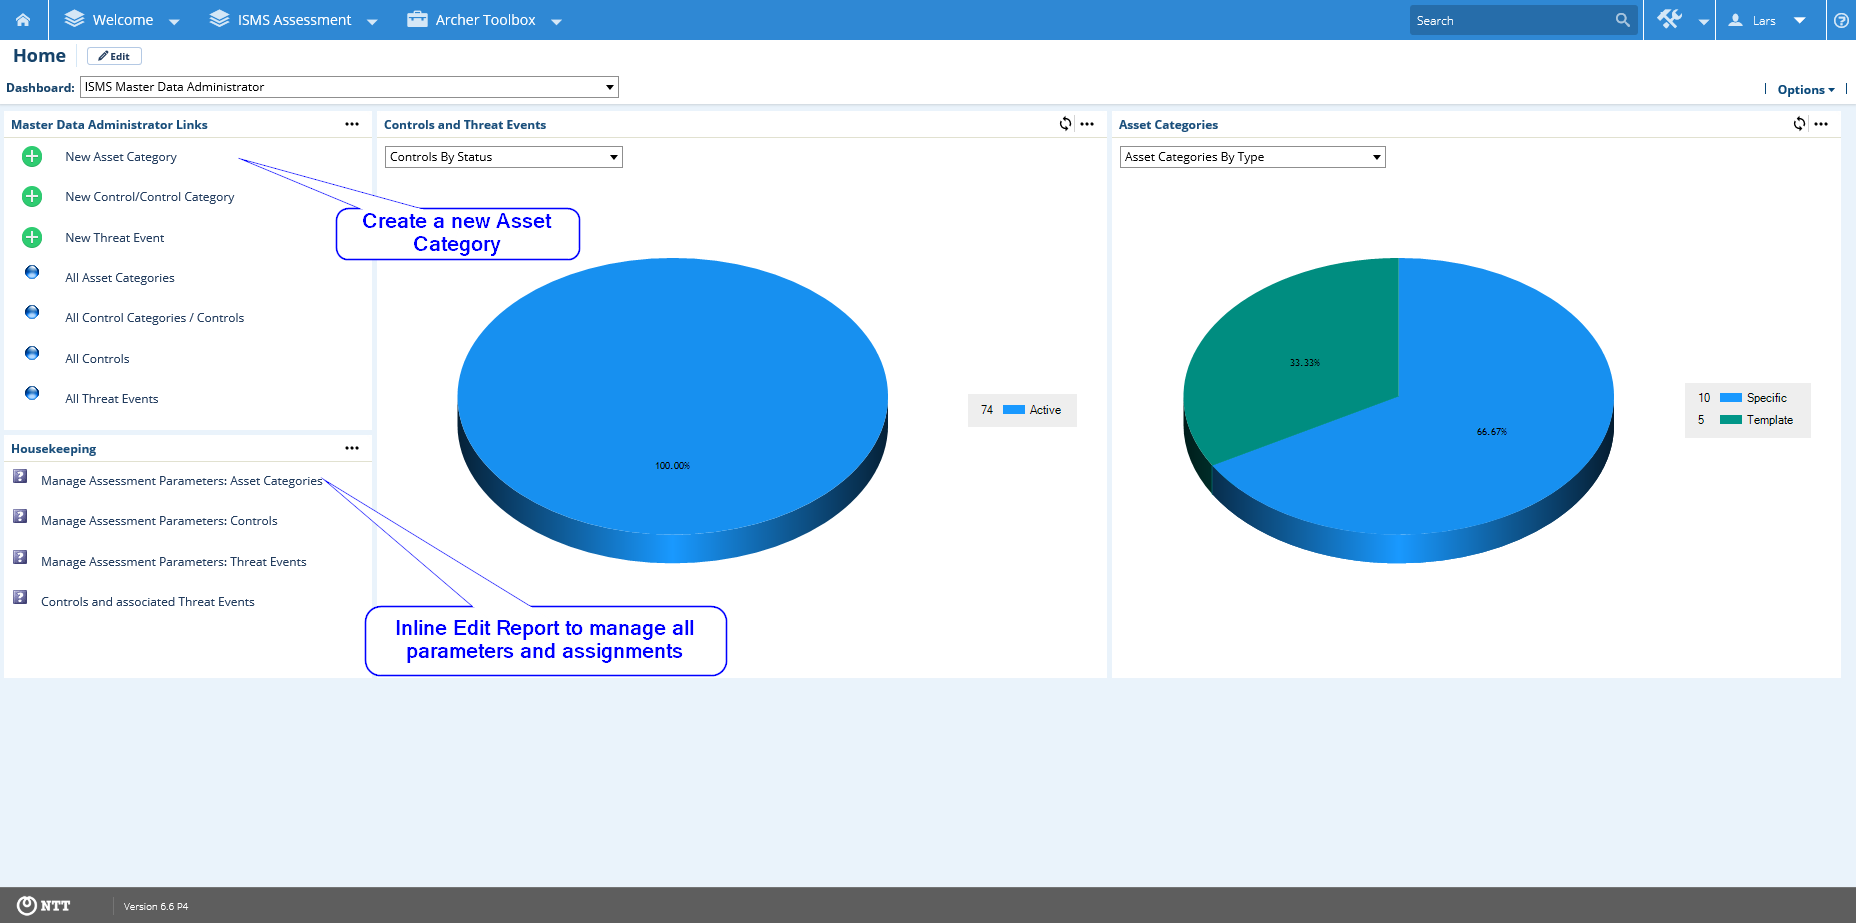 Welcome
ISMS Assessment
Archer Toolbox
Search
Lars
?
Home
Edit
Dashboard:
ISMS Master Data Administrator
Options
Master Data Administrator Links
New Asset Category
New Control/Control Category
New Threat Event
All Asset Categories
All Control Categories / Controls
All Controls
All Threat Events
Create a new Asset
Category
Housekeeping
? Manage Assessment Parameters: Asset Categories
? Manage Assessment Parameters: Controls
? Manage Assessment Parameters: Threat Events
? Controls and associated Threat Events
Inline Edit Report to manage all
parameters and assignments
Controls and Threat Events
Controls By Status
100.00%
74 Active
Asset Categories
Asset Categories By Type
33.33%
66.67%
10 Specific
5 Template
NTT
Version 6.6 P4